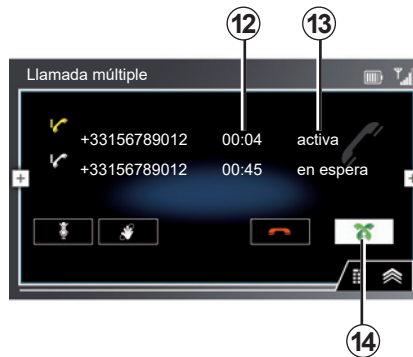 12 13
Llamada múltiple
+33156789012 00:04 activa
+33156789012 00:45 en espera
14